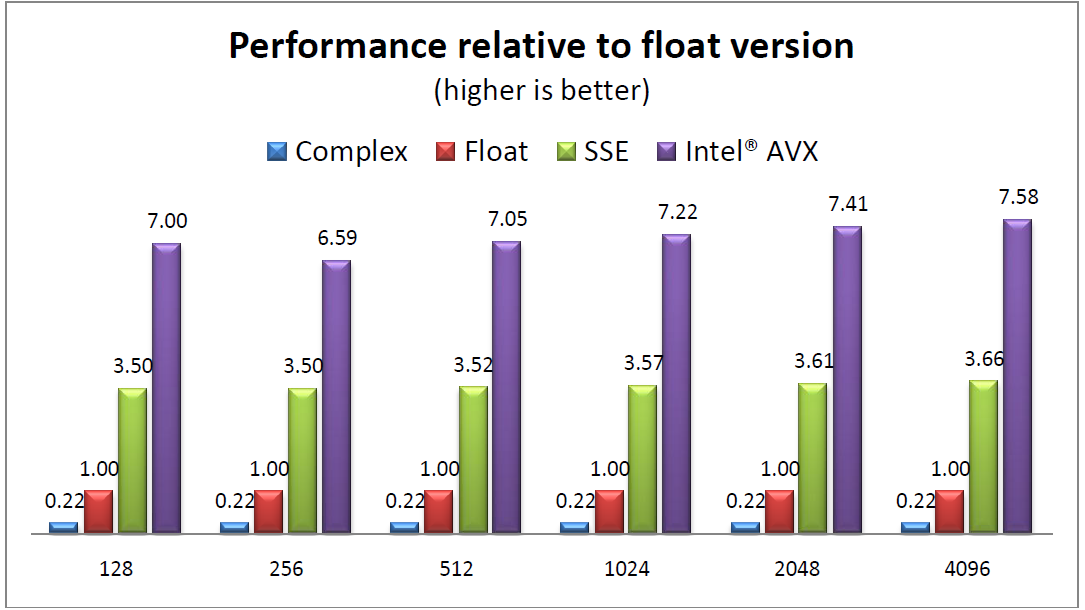 Performance relative to float version
(higher is better)
Complex Float SSE Intel® AVX
0.22 1.00 3.50 7.00
0.22 1.00 3.50 6.59
0.22 1.00 3.52 7.05
0.22 1.00 3.57 7.22
0.22 1.00 3.61 7.41
0.22 1.00 3.66 7.58
128 256 512 1024 2048 4096